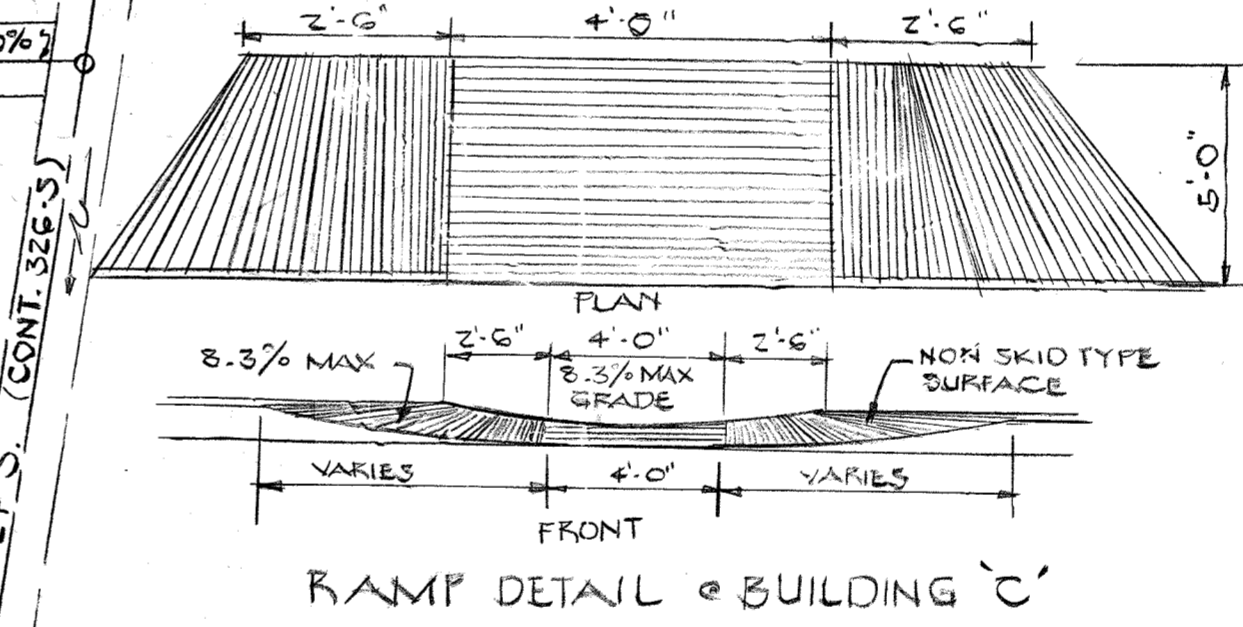 2'-6" 4'-0" 2'-6"
0%
5'-0"
(CONT. 326-S)
PLAN
2'-6" 4'-0" 2'-6"
8.3% MAX
8.3% MAX
GRADE
NON SKID TYPE
SURFACE
VARIES 4'-0" VARIES
FRONT
RAMP DETAIL @ BUILDING 'C'